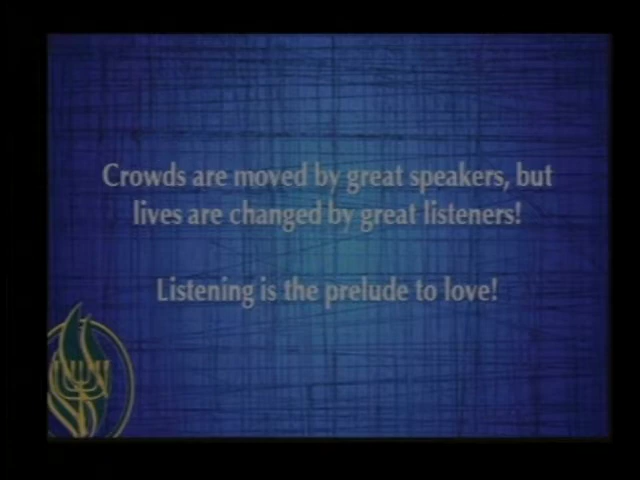 Crowds are moved by great speakers, but
lives are changed by great listeners!
Listening is the prelude to love!